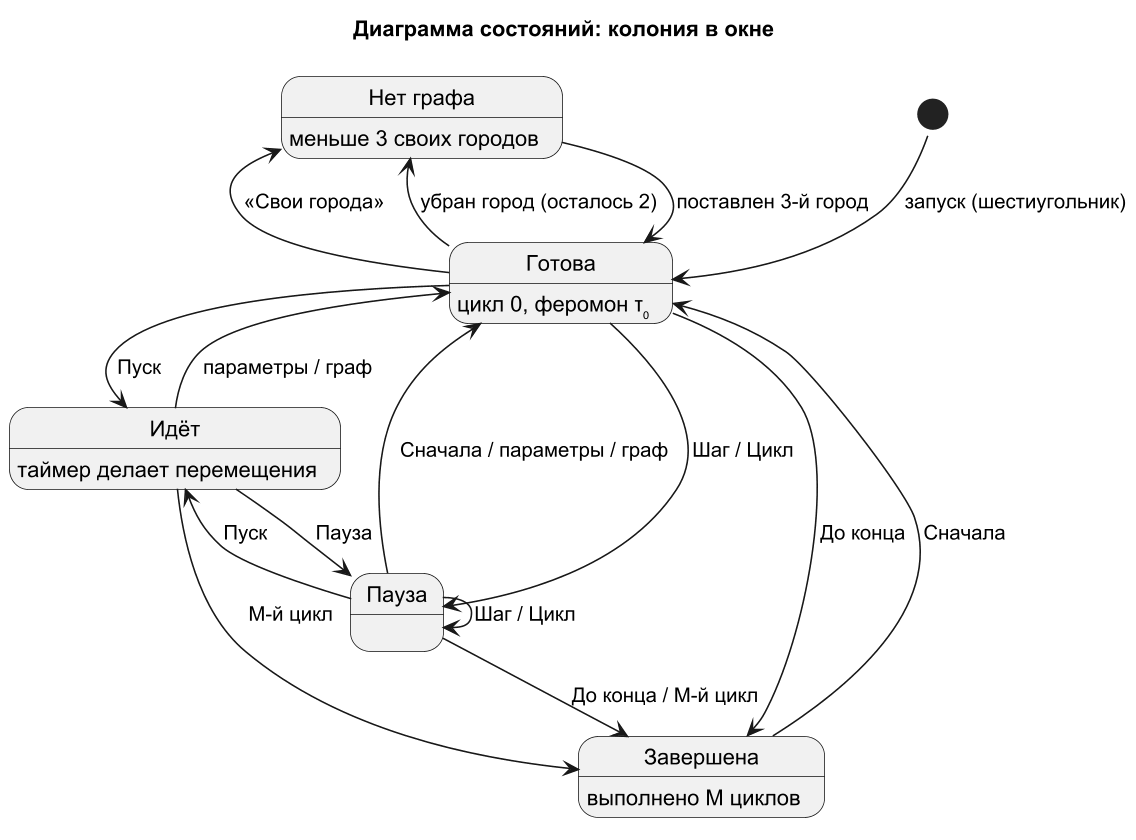 Диаграмма состояний: колония в окне
Нет графа
меньше 3 своих городов
«Свои города»
убран город (осталось 2)
поставлен 3-й город
запуск (шестиугольник)
Готова
цикл 0, феромон τ₀
Пуск
параметры / граф
Идёт
таймер делает перемещения
Сначала / параметры / граф
Шаг / Цикл
Пуск
Пауза
До конца
Сначала
Пауза
М-й цикл
Шаг / Цикл
До конца / М-й цикл
Завершена
выполнено М циклов